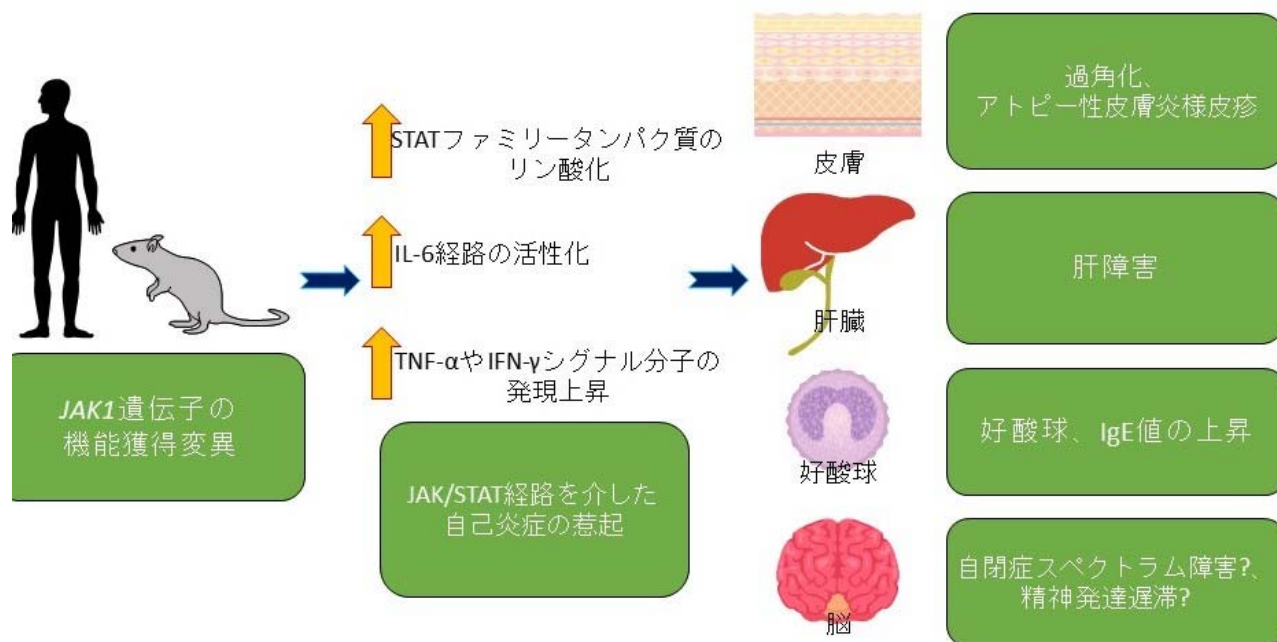 JAK1遺伝子の
機能獲得変異
STATファミリータンパク質の
リン酸化
IL-6経路の活性化
TNF-αやIFN-γシグナル分子の
発現上昇
JAK/STAT経路を介した
自己炎症の惹起
皮膚
過角化、
アトピー性皮膚炎様皮疹
肝臓
肝障害
好酸球
好酸球、IgE値の上昇
脳
自閉症スペクトラム障害?、
精神発達遅滞?